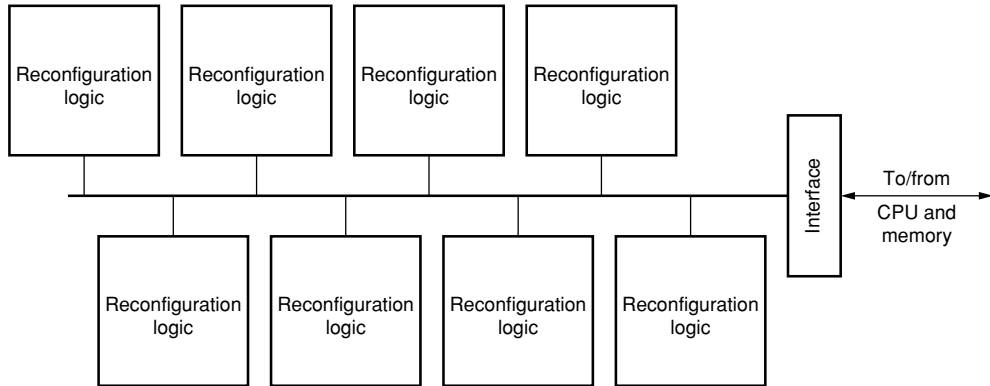 Reconfiguration
logic
Reconfiguration
logic
Reconfiguration
logic
Reconfiguration
logic
Interface
To/from
CPU and
memory
Reconfiguration
logic
Reconfiguration
logic
Reconfiguration
logic
Reconfiguration
logic